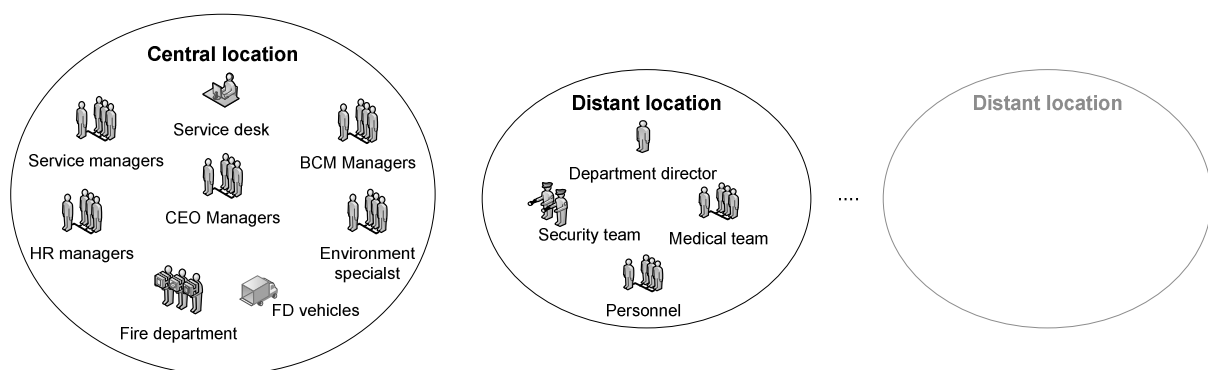 Central location
Service desk
Service managers
BCM Managers
CEO Managers
HR managers
Environment
specialst
Fire department
FD vehicles
Distant location
Department director
Security team
Medical team
Personnel
....
Distant location